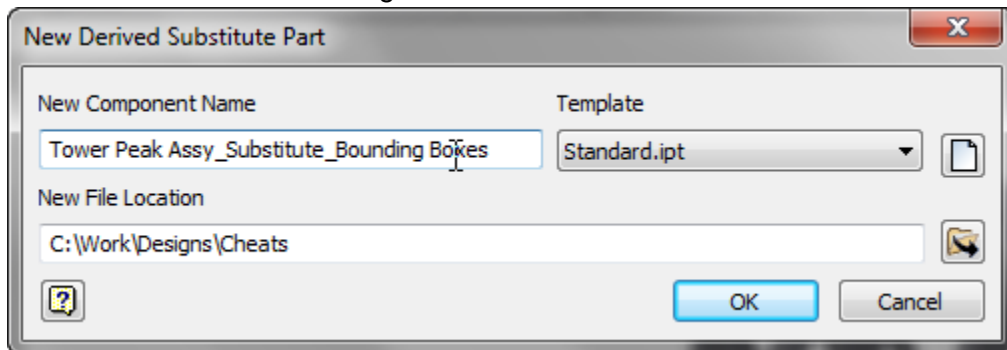 New Derived Substitute Part
New Component Name
Template
Tower Peak Assy_Substitute_Bounding Boxes
Standard.ipt
New File Location
C:\Work\Designs\Cheats
OK
Cancel